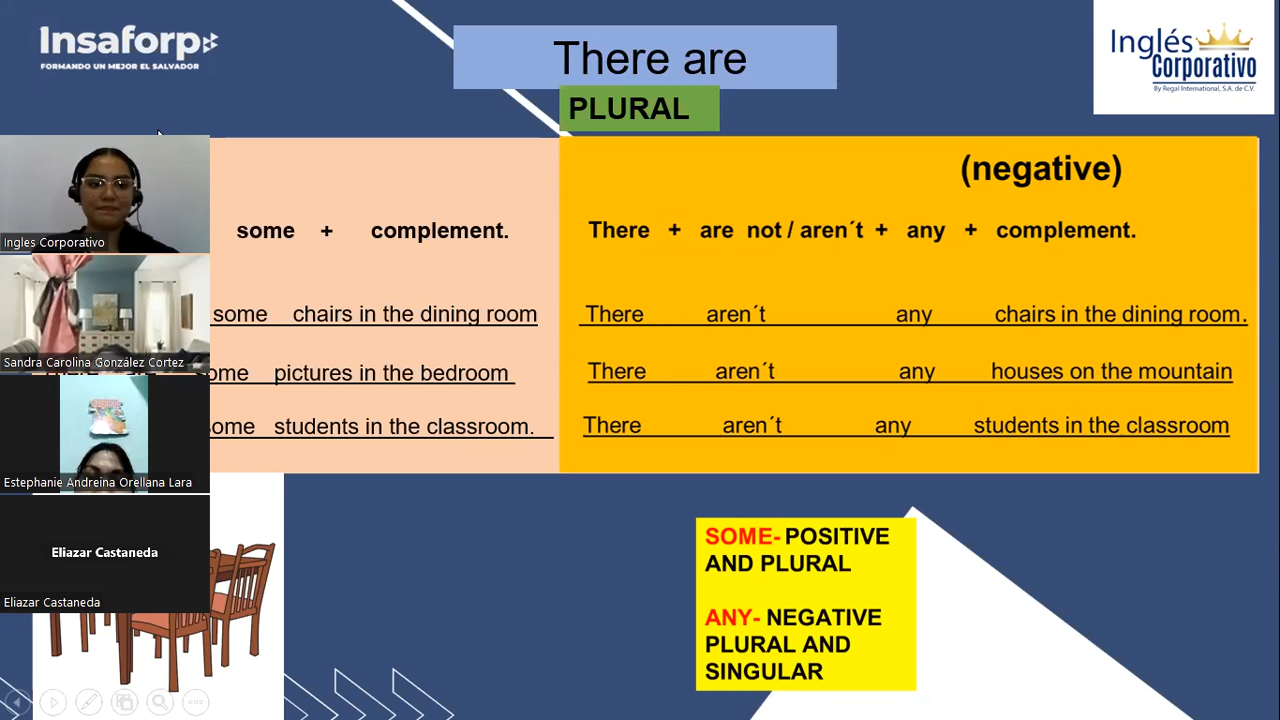 Insaforp
FORMANDO UN MEJOR EL SALVADOR
There are
PLURAL
Inglés
Corporativo
By Regal International, S.A. de C.V.
(negative)
some + complement.
There + are not / aren´t + any + complement.
some chairs in the dining room
There aren´t any chairs in the dining room.
some pictures in the bedroom
There aren´t any houses on the mountain
some students in the classroom.
There aren´t any students in the classroom
Ingles Corporativo
Sandra Carolina González Cortez
Estephanie Andreina Orellana Lara
Eliazar Castaneda
Eliazar Castaneda
SOME- POSITIVE
AND PLURAL
ANY- NEGATIVE
PLURAL AND
SINGULAR